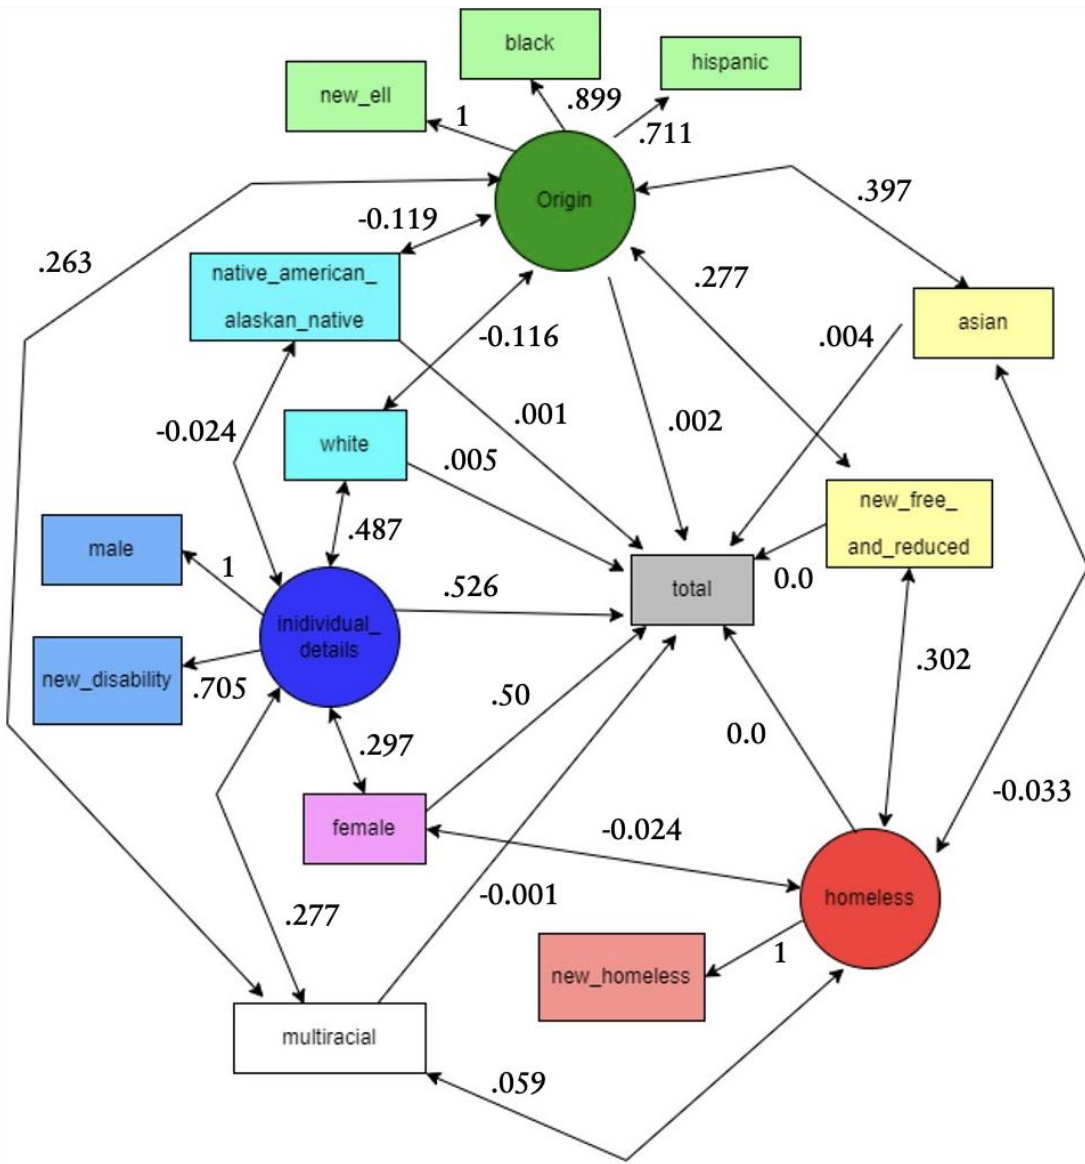 black
hispanic
new_ell
.899
1
.711
Origin
.397
-0.119
.263
native_american_
alaskan_native
.277
asian
-0.116
.004
.001
.002
-0.024
white
.005
new_free_
and_reduced
.487
male
1
.526
total
0.0
inidividual_
details
new_disability
.705
.50
.302
.297
0.0
-0.033
female
-0.024
-0.001
homeless
.277
new_homeless
1
multiracial
.059